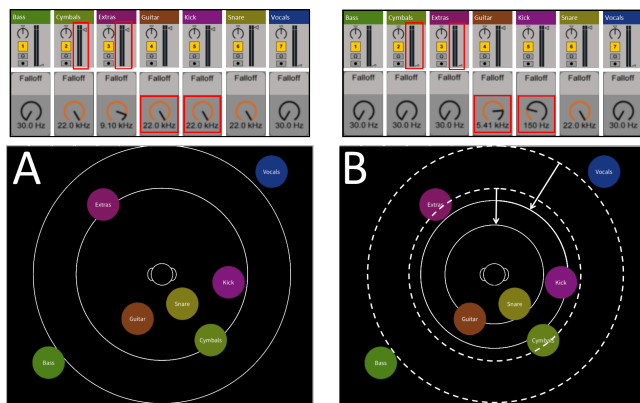 Bass Cymbals Extras Guitar Kick Snare Vocals
1 2 3 4 5 6 7
Falloff Falloff Falloff Falloff Falloff Falloff Falloff
30.0 Hz 22.0 kHz 9.10 kHz 22.0 kHz 22.0 kHz 22.0 kHz 30.0 Hz
A
Vocals
Extras
Kick
Snare
Guitar
Cymbals
Bass
Bass Cymbals Extras Guitar Kick Snare Vocals
1 2 3 4 5 6 7
Falloff Falloff Falloff Falloff Falloff Falloff Falloff
30.0 Hz 30.0 Hz 30.0 Hz 5.41 kHz 150 Hz 22.0 kHz 30.0 Hz
B
Vocals
Extras
Kick
Snare
Guitar
Cymbals
Bass